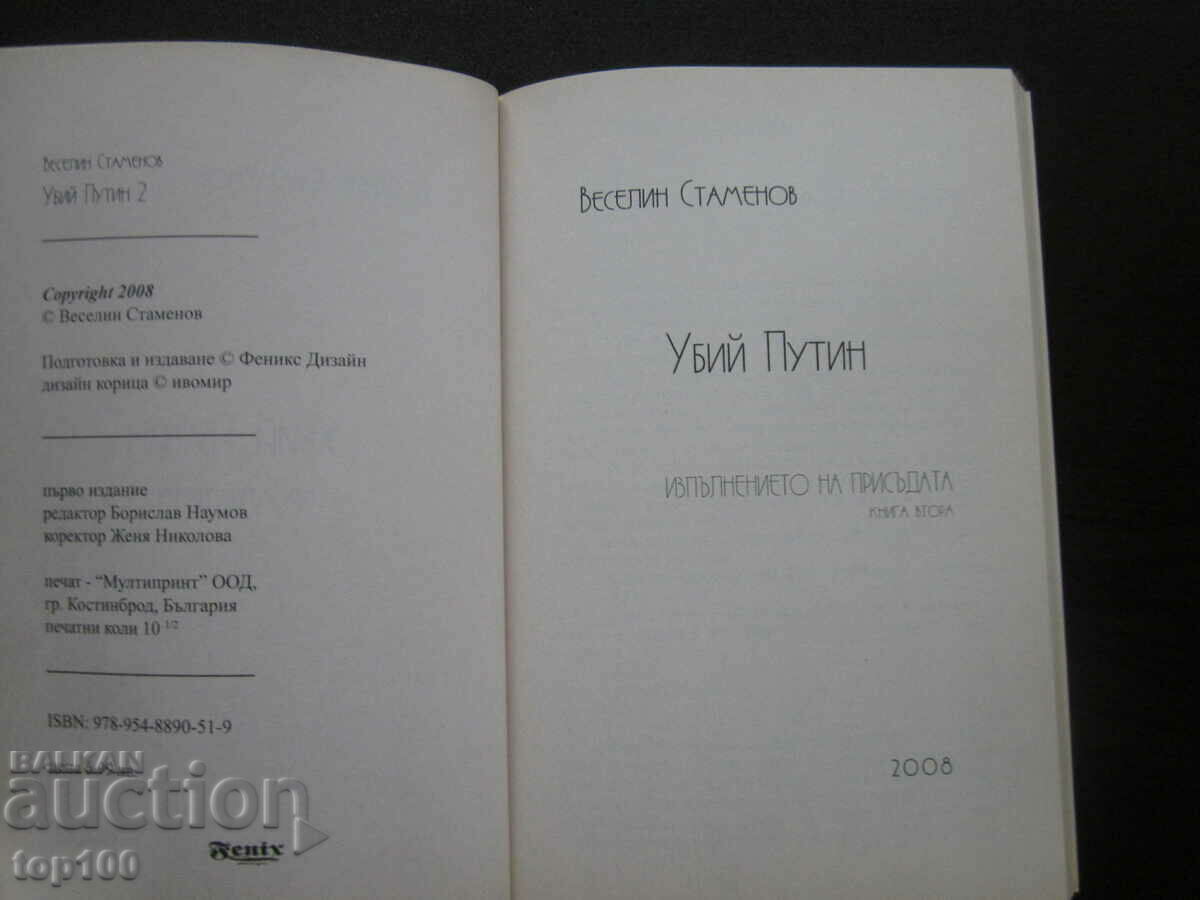 Веселин Стаменов
Убий Путин 2
Copyright 2008
© Веселин Стаменов
Подготовка и издаване © Феникс Дизайн
дизайн корица © ивомир
първо издание
редактор Борислав Наумов
коректор Женя Николова
печат - “Мултипринт” ООД,
гр. Костинброд, България
печатни коли 10 1/2
ISBN: 978-954-8890-51-9
Fenix
Веселин Стаменов
Убий Путин
ИЗПЪЛНЕНИЕТО НА ПРИСЪДАТА
КНИГА ВТОРА
2008
BALKAN
auction
top100